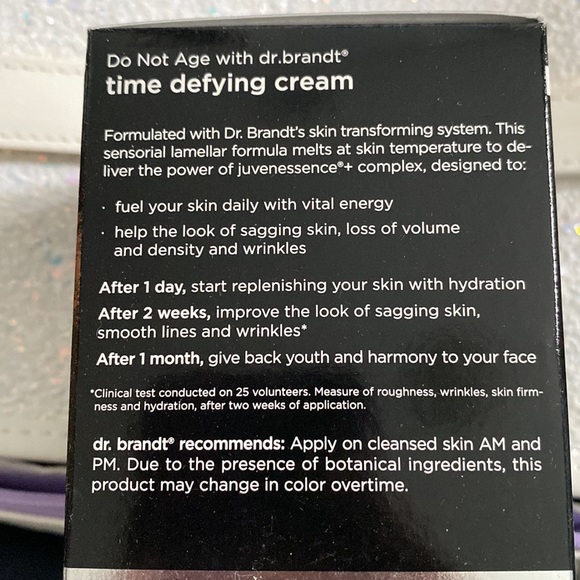 Do Not Age with dr.brandt®
time defying cream
Formulated with Dr. Brandt's skin transforming system. This
sensorial lamellar formula melts at skin temperature to de-
liver the power of juvenessence®+ complex, designed to:
· fuel your skin daily with vital energy
· help the look of sagging skin, loss of volume
and density and wrinkles
After 1 day, start replenishing your skin with hydration
After 2 weeks, improve the look of sagging skin,
smooth lines and wrinkles*
After 1 month, give back youth and harmony to your face
*Clinical test conducted on 25 volunteers. Measure of roughness, wrinkles, skin firm-
ness and hydration, after two weeks of application.
dr. brandt® recommends: Apply on cleansed skin AM and
PM. Due to the presence of botanical ingredients, this
product may change in color overtime.